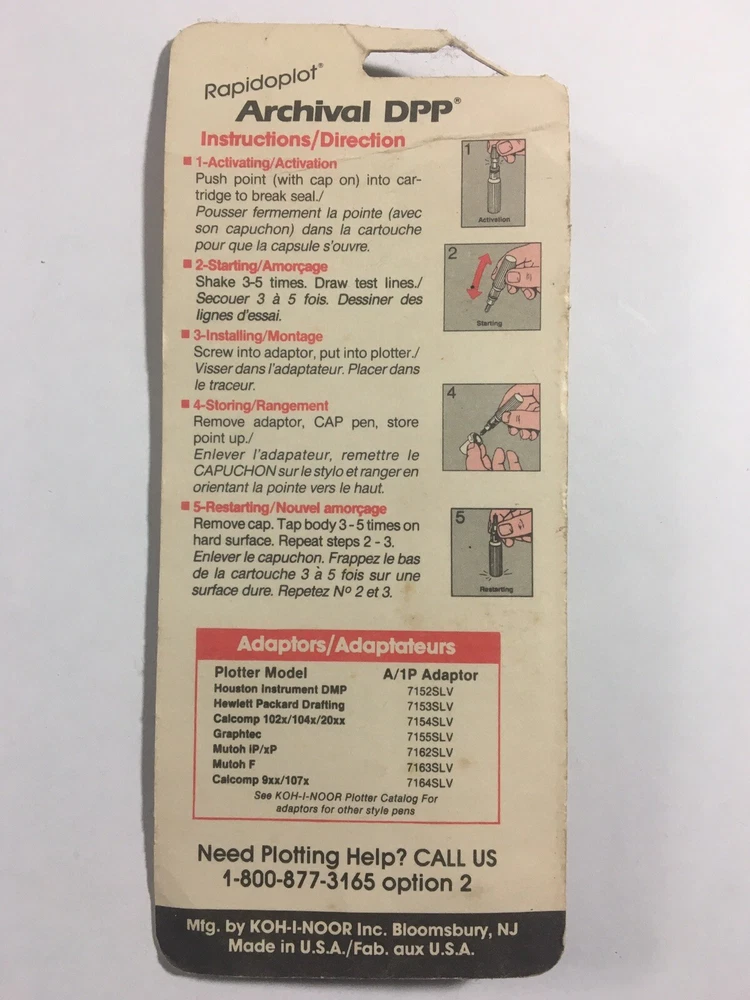 Rapidoplot®
Archival DPP®
Instructions/Direction
■ 1-Activating/Activation
Push point (with cap on) into car-
tridge to break seal./
Pousser fermement la pointe (avec
son capuchon) dans la cartouche
pour que la capsule s'ouvre.
■ 2-Starting/Amorçage
Shake 3-5 times. Draw test lines./
Secouer 3 à 5 fois. Dessiner des
lignes d'essai.
■ 3-Installing/Montage
Screw into adaptor, put into plotter./
Visser dans l'adaptateur. Placer dans
le traceur.
■ 4-Storing/Rangement
Remove adaptor, CAP pen, store
point up./
Enlever l'adapateur, remettre le
CAPUCHON sur le stylo et ranger en
orientant la pointe vers le haut.
■ 5-Restarting/Nouvel amorçage
Remove cap. Tap body 3 - 5 times on
hard surface. Repeat steps 2 - 3.
Enlever le capuchon. Frappez le bas
de la cartouche 3 à 5 fois sur une
surface dure. Repetez Nº 2 et 3.
1
Activation
2
Starting
4
5
Restarting
Adaptors/Adaptateurs
Plotter Model A/1P Adaptor
Houston Instrument DMP 7152SLV
Hewlett Packard Drafting 7153SLV
Calcomp 102x/104x/20xx 7154SLV
Graphtec 7155SLV
Mutoh iP/xP 7162SLV
Mutoh F 7163SLV
Calcomp 9xx/107x 7164SLV
See KOH-I-NOOR Plotter Catalog For
adaptors for other style pens
Need Plotting Help? CALL US
1-800-877-3165 option 2
Mfg. by KOH-I-NOOR Inc. Bloomsbury, NJ
Made in U.S.A./Fab. aux U.S.A.